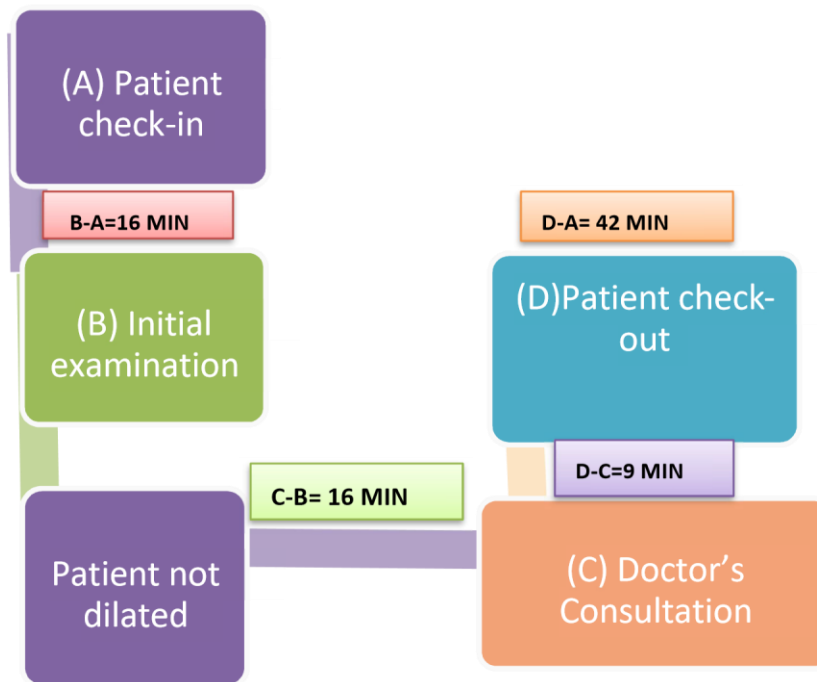 (A) Patient
check-in
B-A=16 MIN
(B) Initial
examination
Patient not
dilated
C-B= 16 MIN
(C) Doctor’s
Consultation
D-C=9 MIN
(D)Patient check-
out
D-A= 42 MIN